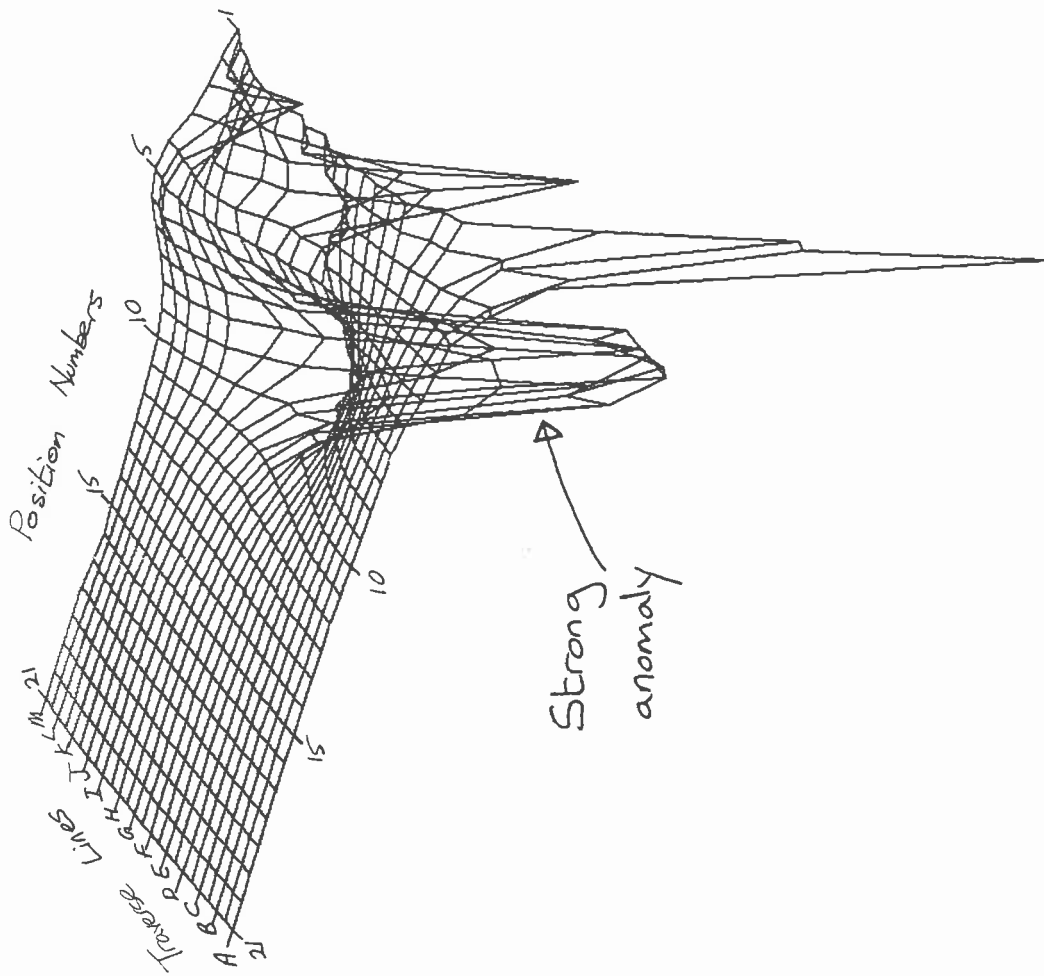 1
5
10
Position Numbers
15
21
M
L
K
J
I
H
G
F
E
D
C
B
A
Traverse Lines
21
15
10
Strong
anomaly